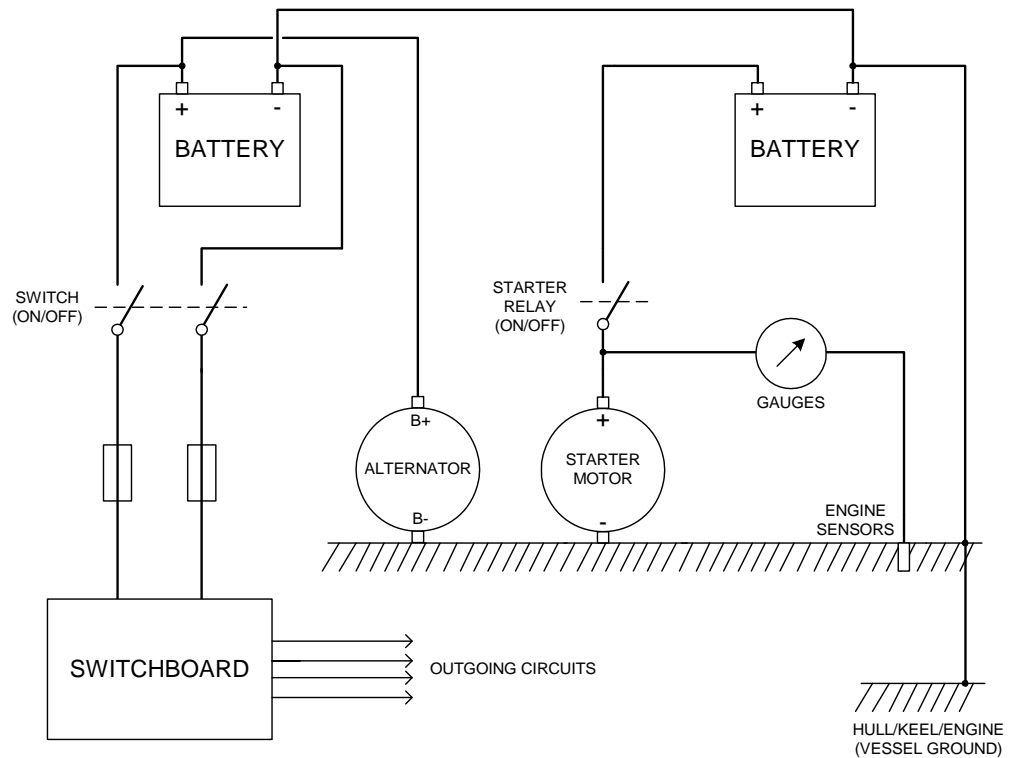 + -
BATTERY
+ -
BATTERY
SWITCH
(ON/OFF)
STARTER
RELAY
(ON/OFF)
GAUGES
B+
ALTERNATOR
B-
+
STARTER
MOTOR
-
ENGINE
SENSORS
SWITCHBOARD
OUTGOING CIRCUITS
HULL/KEEL/ENGINE
(VESSEL GROUND)